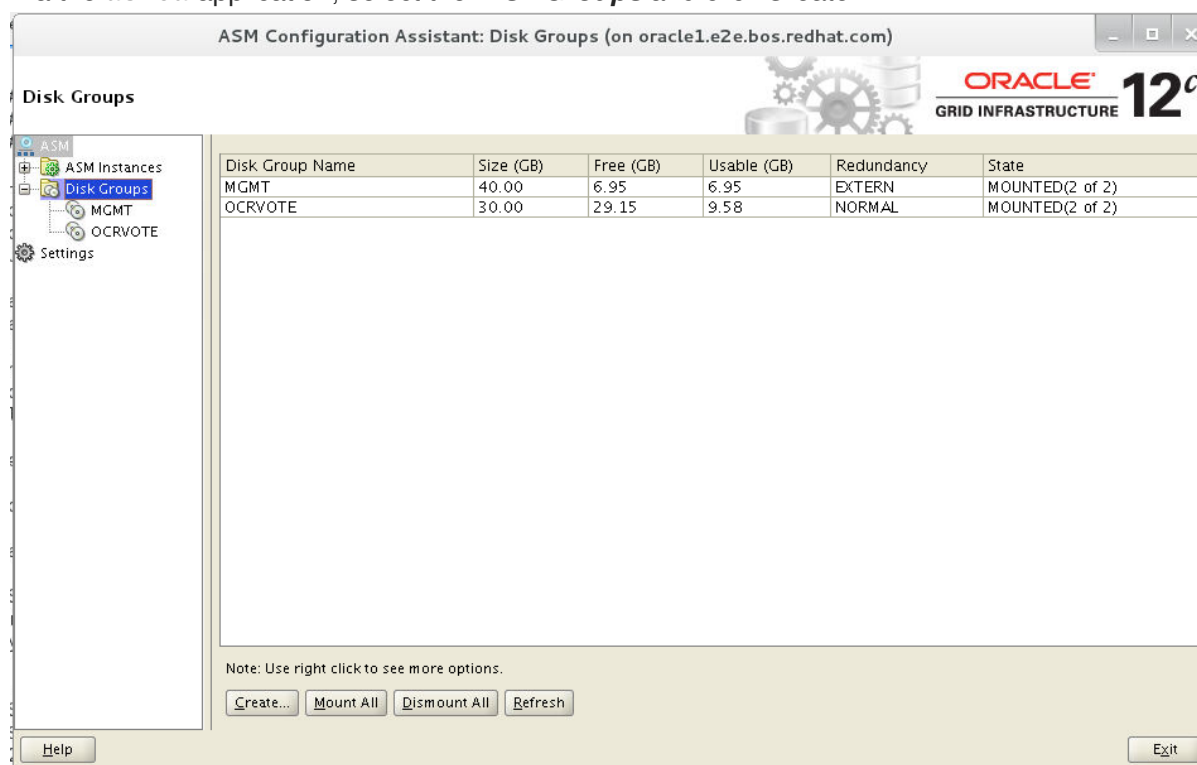 ASM Configuration Assistant: Disk Groups (on oracle1.e2e.bos.redhat.com)
Disk Groups
ORACLE
GRID INFRASTRUCTURE 12c
ASM
ASM Instances
Disk Groups
MGMT
OCRVOTE
Settings
Disk Group Name Size (GB) Free (GB) Usable (GB) Redundancy State
MGMT 40.00 6.95 6.95 EXTERN MOUNTED(2 of 2)
OCRVOTE 30.00 29.15 9.58 NORMAL MOUNTED(2 of 2)
Note: Use right click to see more options.
Create... Mount All Dismount All Refresh
Help Exit